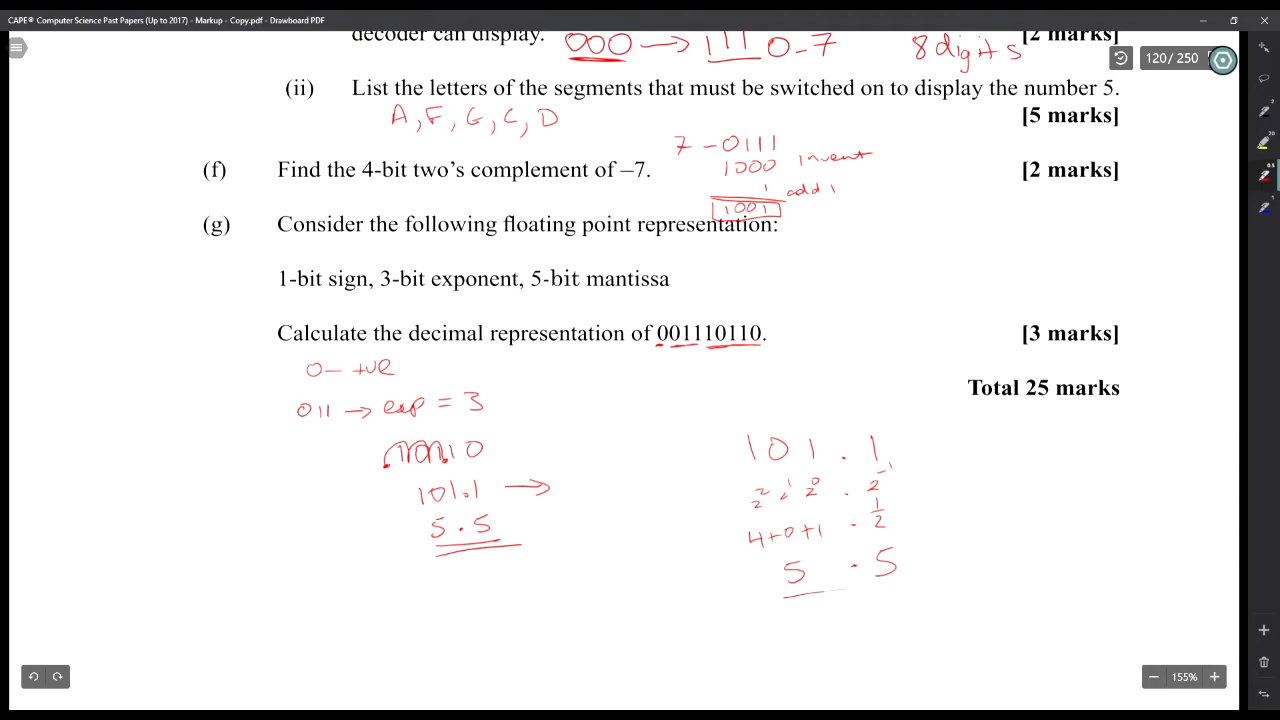 CAPE® Computer Science Past Papers (Up to 2017) - Markup - Copy.pdf - Drawboard PDF
decoder can display. 000 → 111 0-7 8 digits [2 marks]
120 / 250
(ii) List the letters of the segments that must be switched on to display the number 5.
A, F, G, C, D [5 marks]
7 - 0111
(f) Find the 4-bit two's complement of −7. 1000 invert [2 marks]
1 add 1
1001
(g) Consider the following floating point representation:
1-bit sign, 3-bit exponent, 5-bit mantissa
Calculate the decimal representation of 001110110. [3 marks]
0 - +ve
Total 25 marks
011 → exp = 3
.101.10 101.1
101.1 → 2² 2¹ 2⁰ . 2⁻¹
5.5 4+0+1 . 1/2
5 . 5
155%